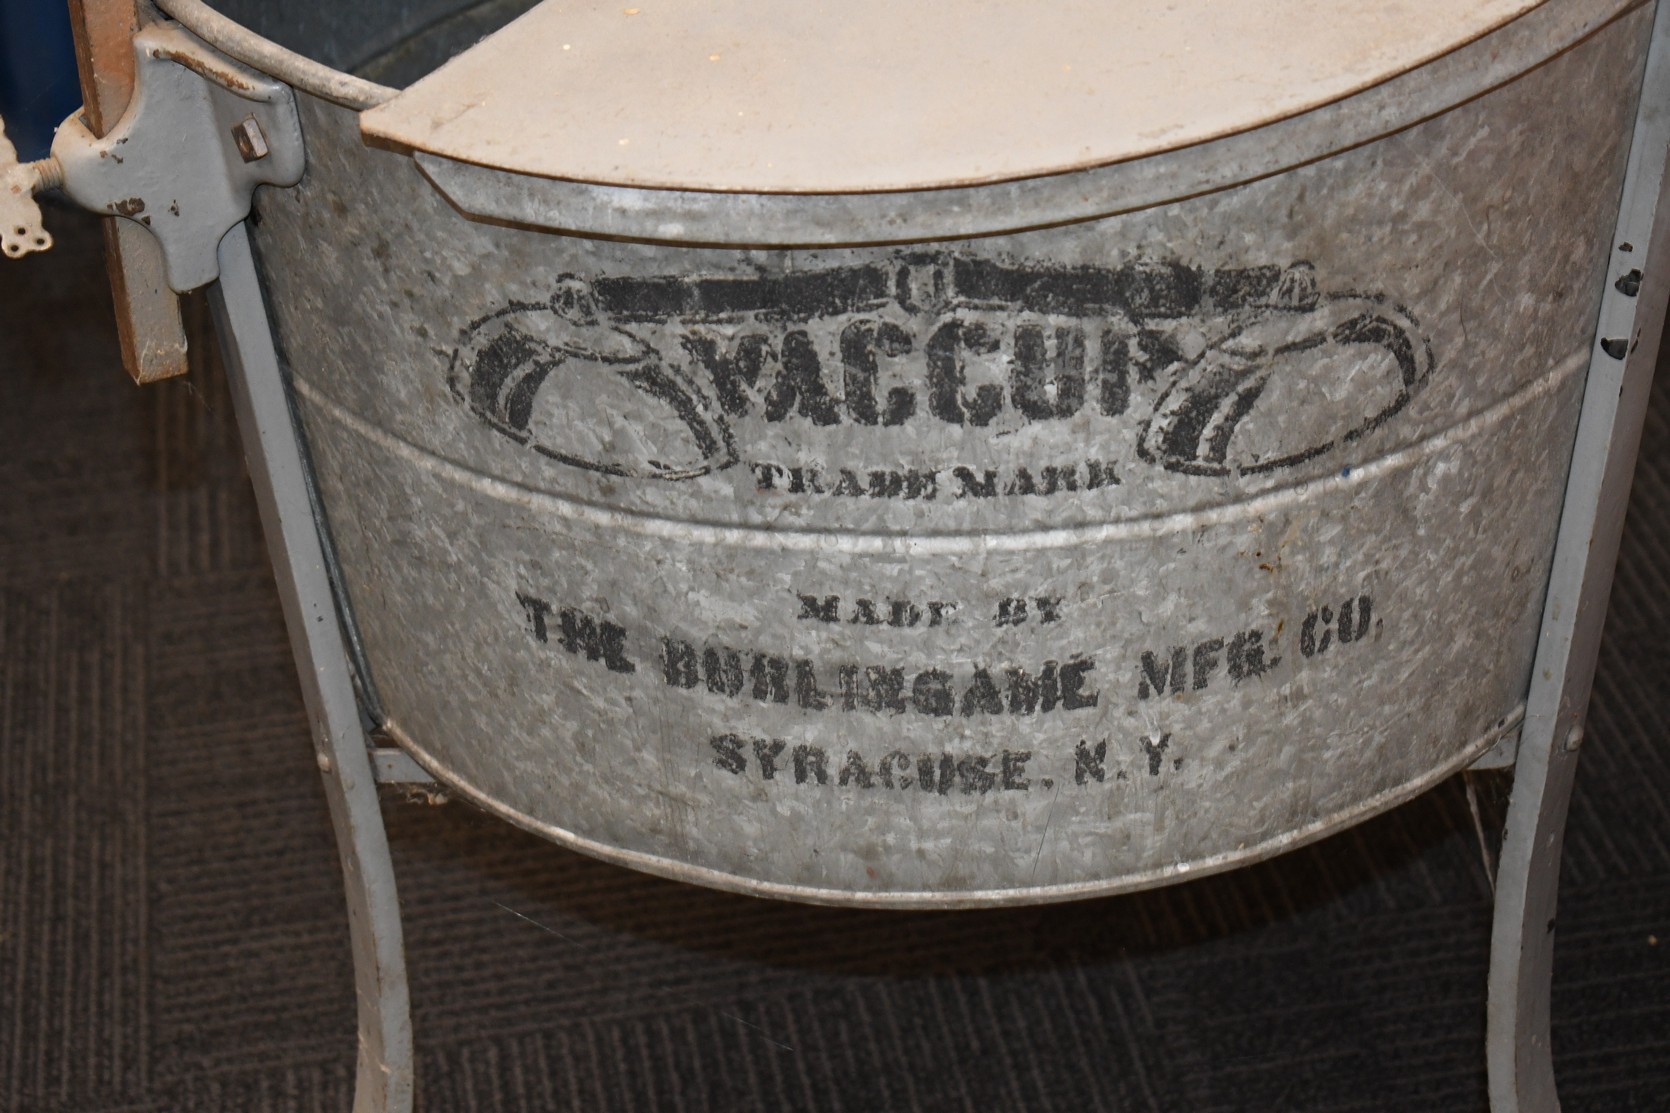 VACCUM
TRADE MARK
MADE BY
THE BURLINGAME MFG. CO.
SYRACUSE. N.Y.